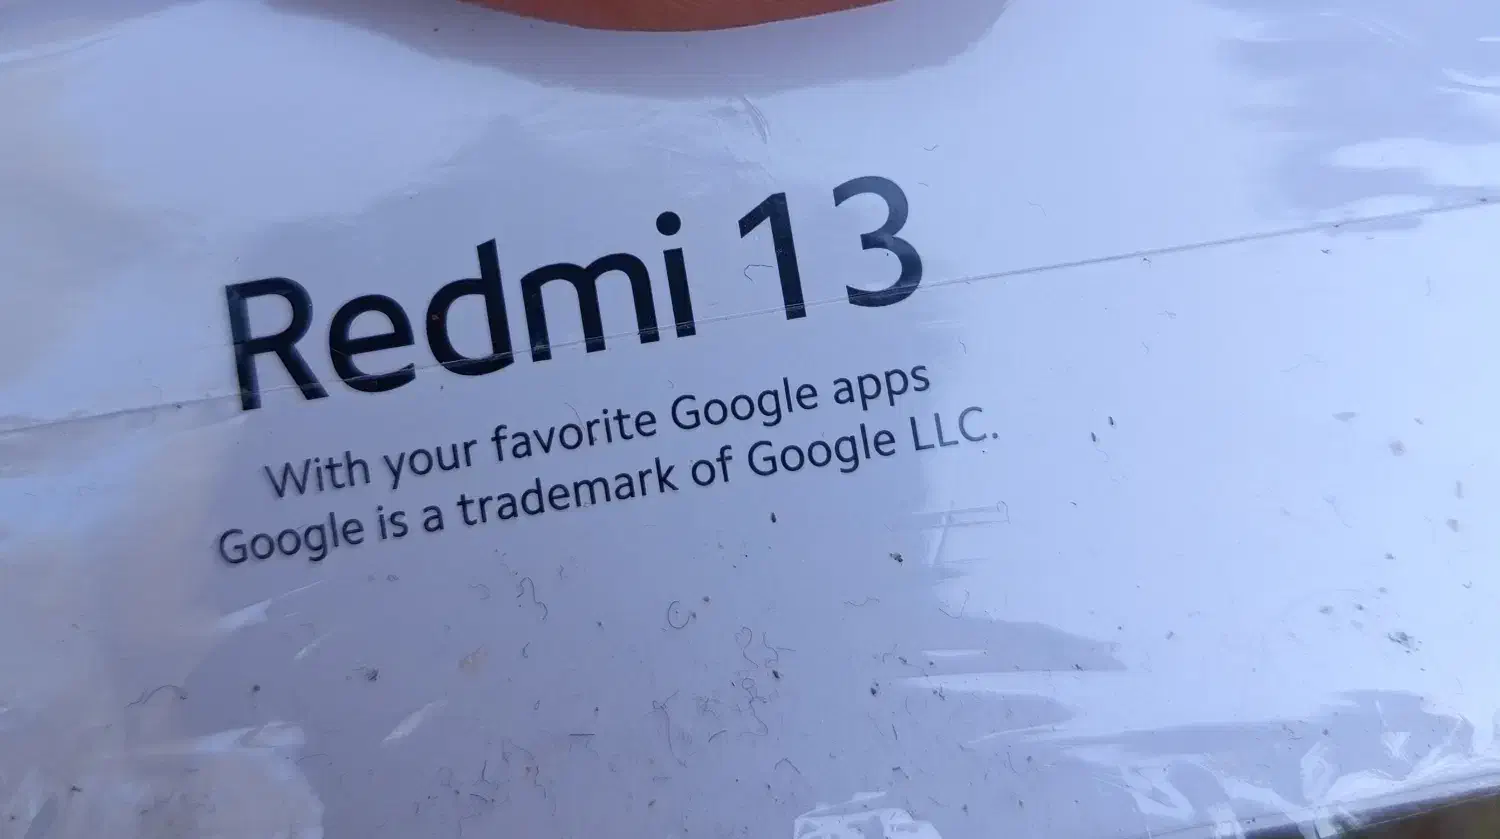 Redmi 13
With your favorite Google apps
Google is a trademark of Google LLC.